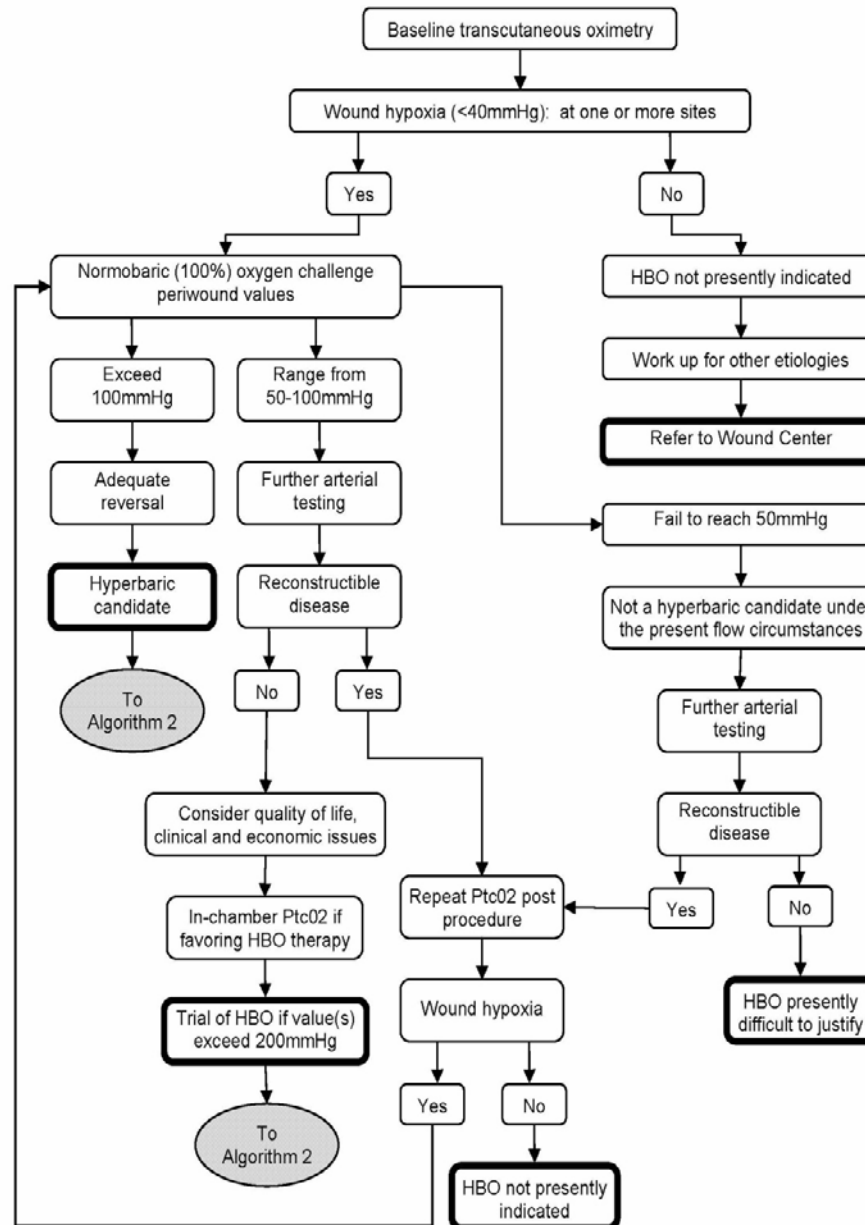 Baseline transcutaneous oximetry
Wound hypoxia (<40mmHg): at one or more sites
Yes
No
Normobaric (100%) oxygen challenge
periwound values
HBO not presently indicated
Exceed
100mmHg
Range from
50-100mmHg
Work up for other etiologies
Refer to Wound Center
Adequate
reversal
Further arterial
testing
Fail to reach 50mmHg
Hyperbaric
candidate
Reconstructible
disease
Not a hyperbaric candidate unde
the present flow circumstances
To
Algorithm 2
No
Yes
Further arterial
testing
Consider quality of life,
clinical and economic issues
Reconstructible
disease
In-chamber Ptc02 if
favoring HBO therapy
Repeat Ptc02 post
procedure
Yes
No
Trial of HBO if value(s)
exceed 200mmHg
Wound hypoxia
HBO presently
difficult to justify
To
Algorithm 2
Yes
No
HBO not presently
indicated